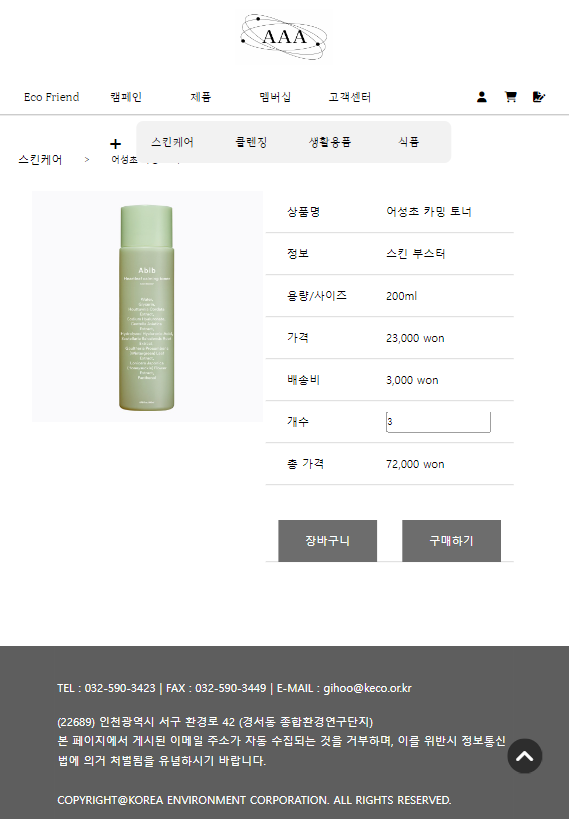 AAA
Eco Friend 캠페인 제품 멤버십 고객센터
+ 스킨케어 클렌징 생활용품 식품
스킨케어 > 어성초
Abib
상품명 어성초 카밍 토너
정보 스킨 부스터
용량/사이즈 200ml
가격 23,000 won
배송비 3,000 won
개수 3
총 가격 72,000 won
장바구니 구매하기
TEL : 032-590-3423 | FAX : 032-590-3449 | E-MAIL : gihoo@keco.or.kr
(22689) 인천광역시 서구 환경로 42 (경서동 종합환경연구단지)
본 페이지에서 게시된 이메일 주소가 자동 수집되는 것을 거부하며, 이를 위반시 정보통신
법에 의거 처벌됨을 유념하시기 바랍니다.
COPYRIGHT@KOREA ENVIRONMENT CORPORATION. ALL RIGHTS RESERVED.